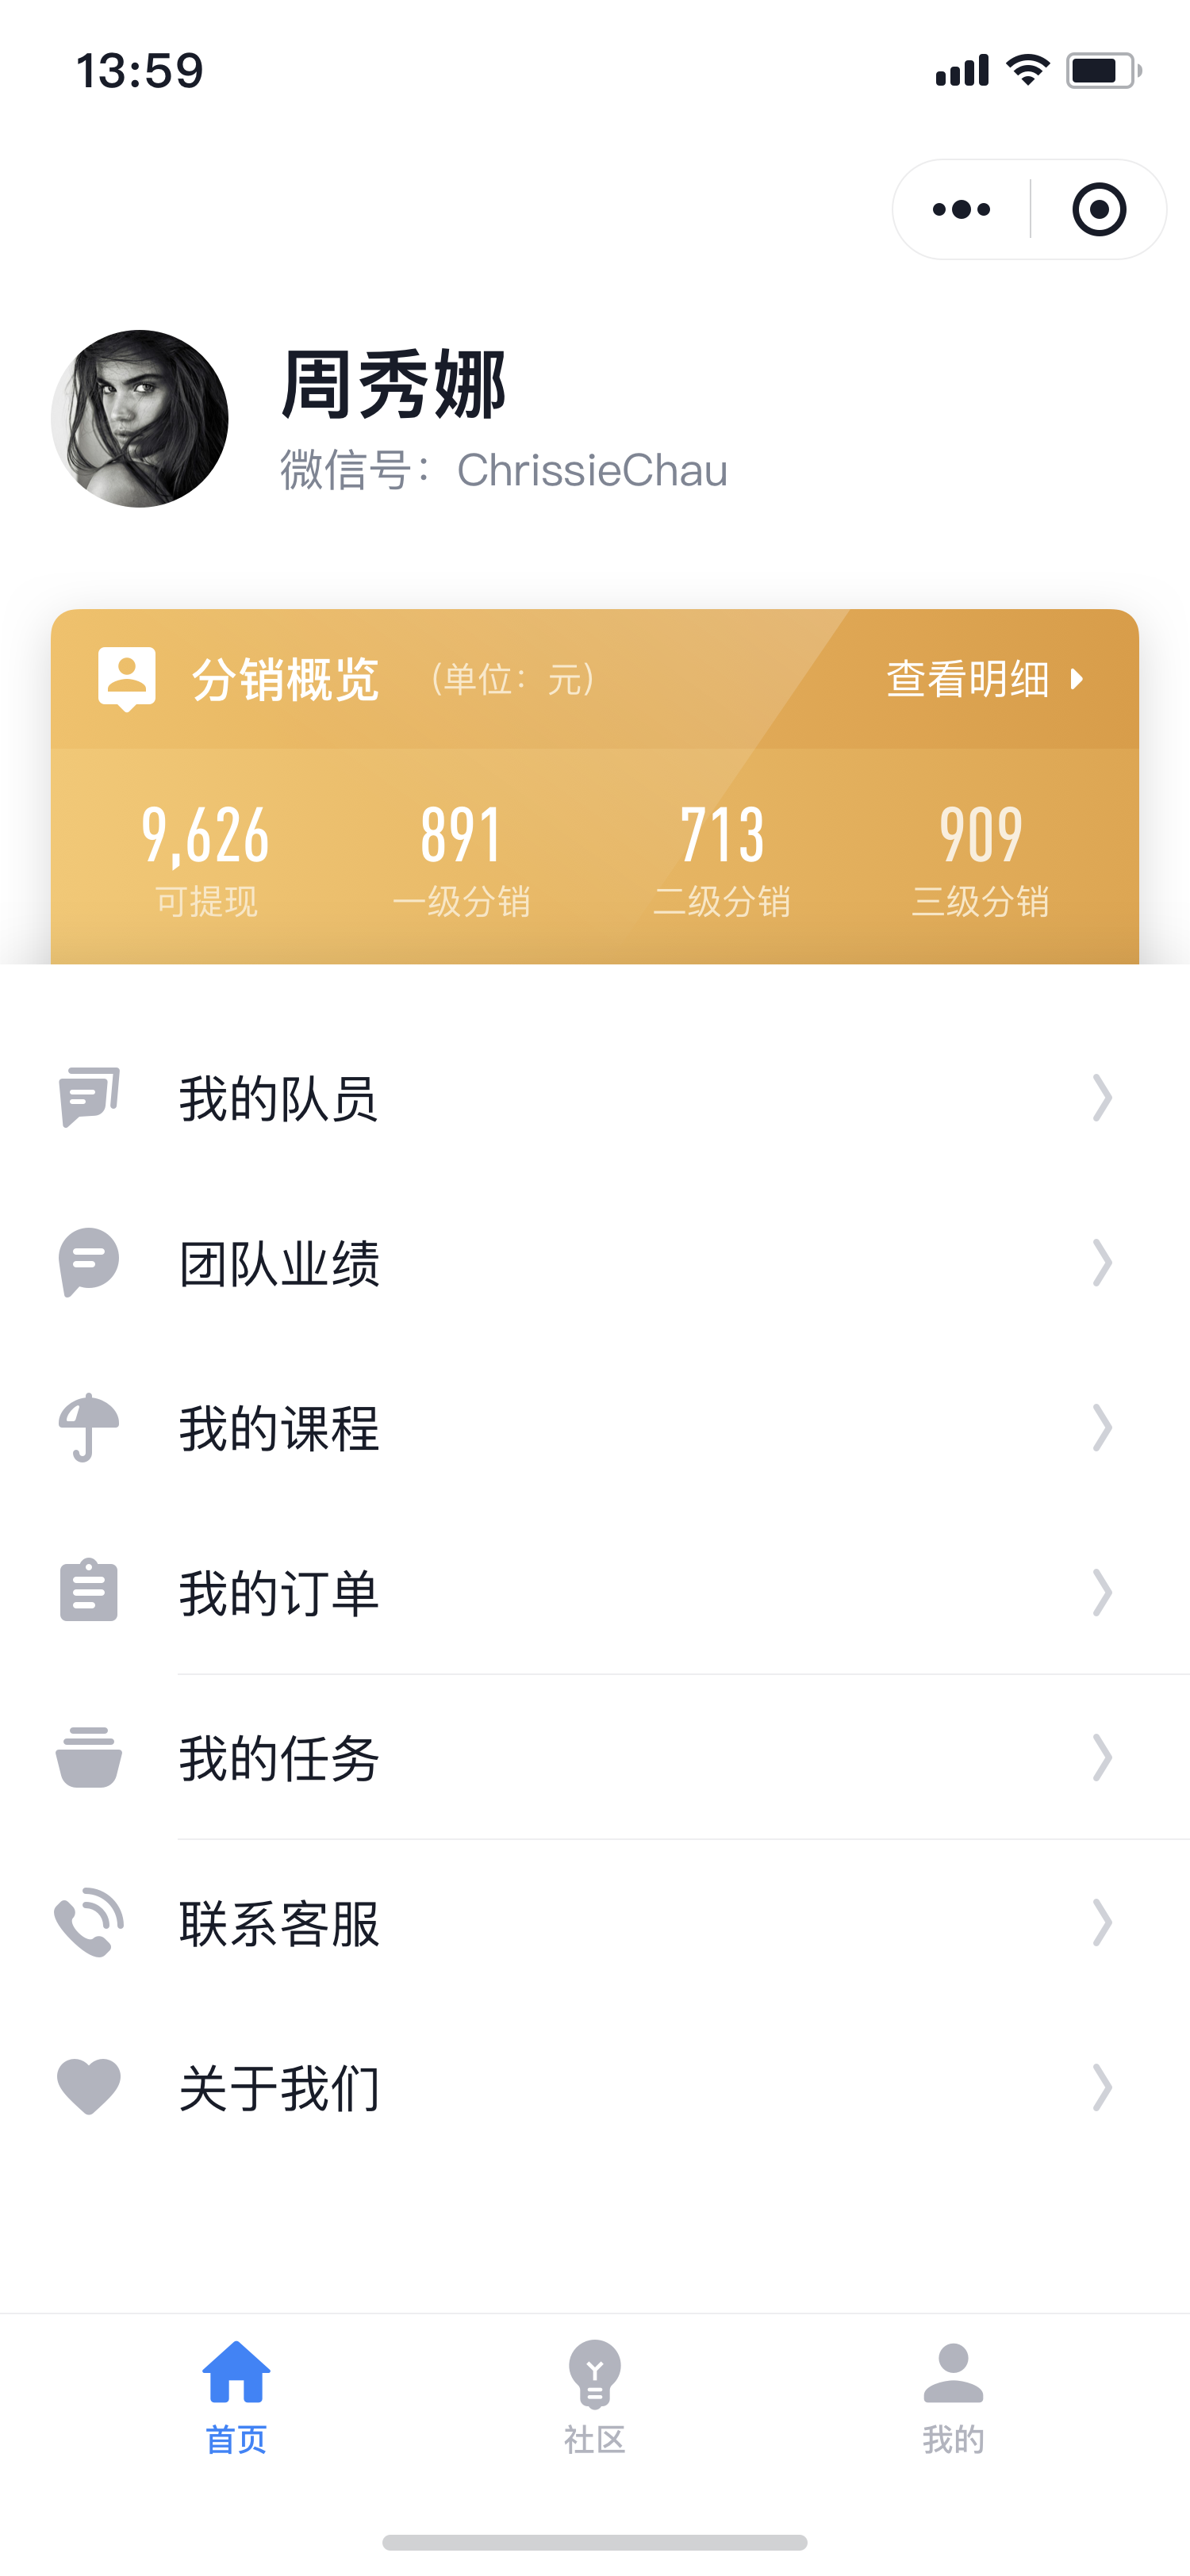 13:59
周秀娜
微信号：ChrissieChau
分销概览 （单位：元） 查看明细
9,626 891 713 909
可提现 一级分销 二级分销 三级分销
我的队员
团队业绩
我的课程
我的订单
我的任务
联系客服
关于我们
首页 社区 我的